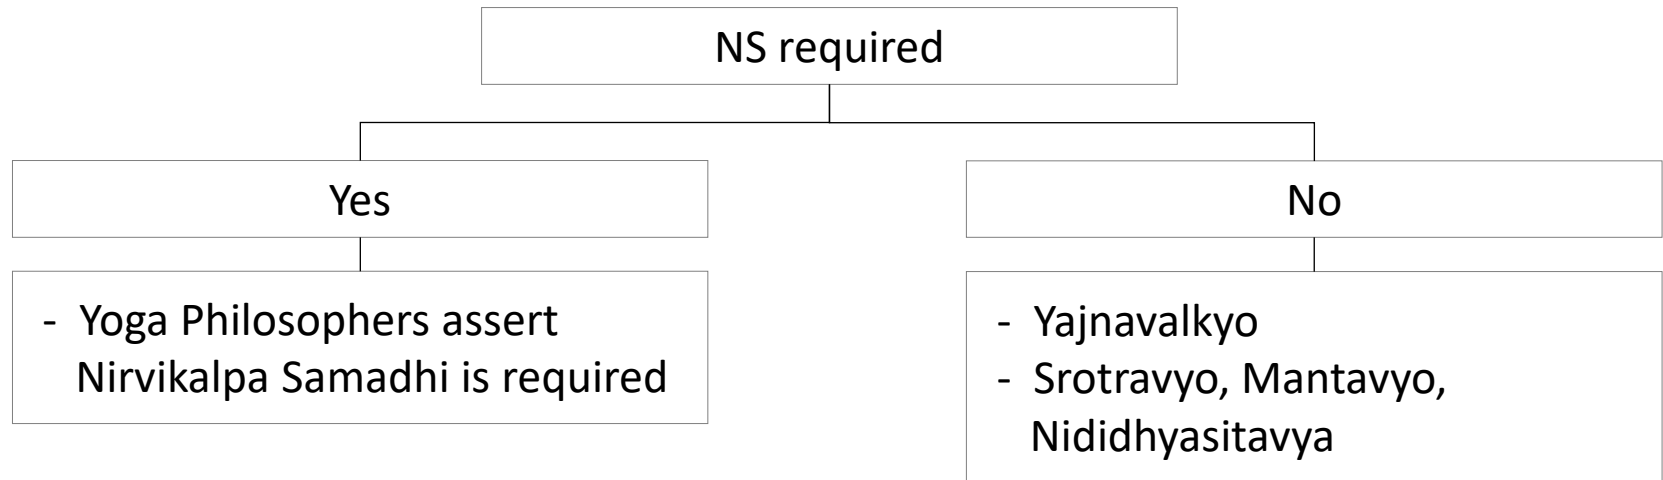 NS required
Yes
No
- Yoga Philosophers assert
Nirvikalpa Samadhi is required
- Yajnavalkyo
- Srotravyo, Mantavyo,
Nididhyasitavya